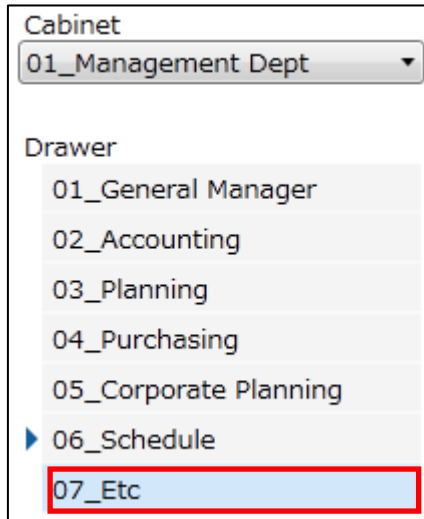 Cabinet
01_Management Dept
Drawer
01_General Manager
02_Accounting
03_Planning
04_Purchasing
05_Corporate Planning
06_Schedule
07_Etc